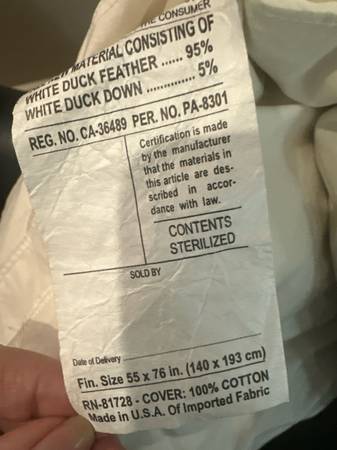 THE CONSUMER
MATERIAL CONSISTING OF
WHITE DUCK FEATHER ...... 95%
WHITE DUCK DOWN ............. 5%
REG. NO. CA-36489 PER. NO. PA-8301
Certification is made
by the manufacturer
that the materials in
this article are des-
scribed in accor-
dance with law.
CONTENTS
STERILIZED
SOLD BY
Date of Delivery
Fin. Size 55 x 76 in. (140 x 193 cm)
RN-81728 - COVER: 100% COTTON
Made in U.S.A. Of Imported Fabric